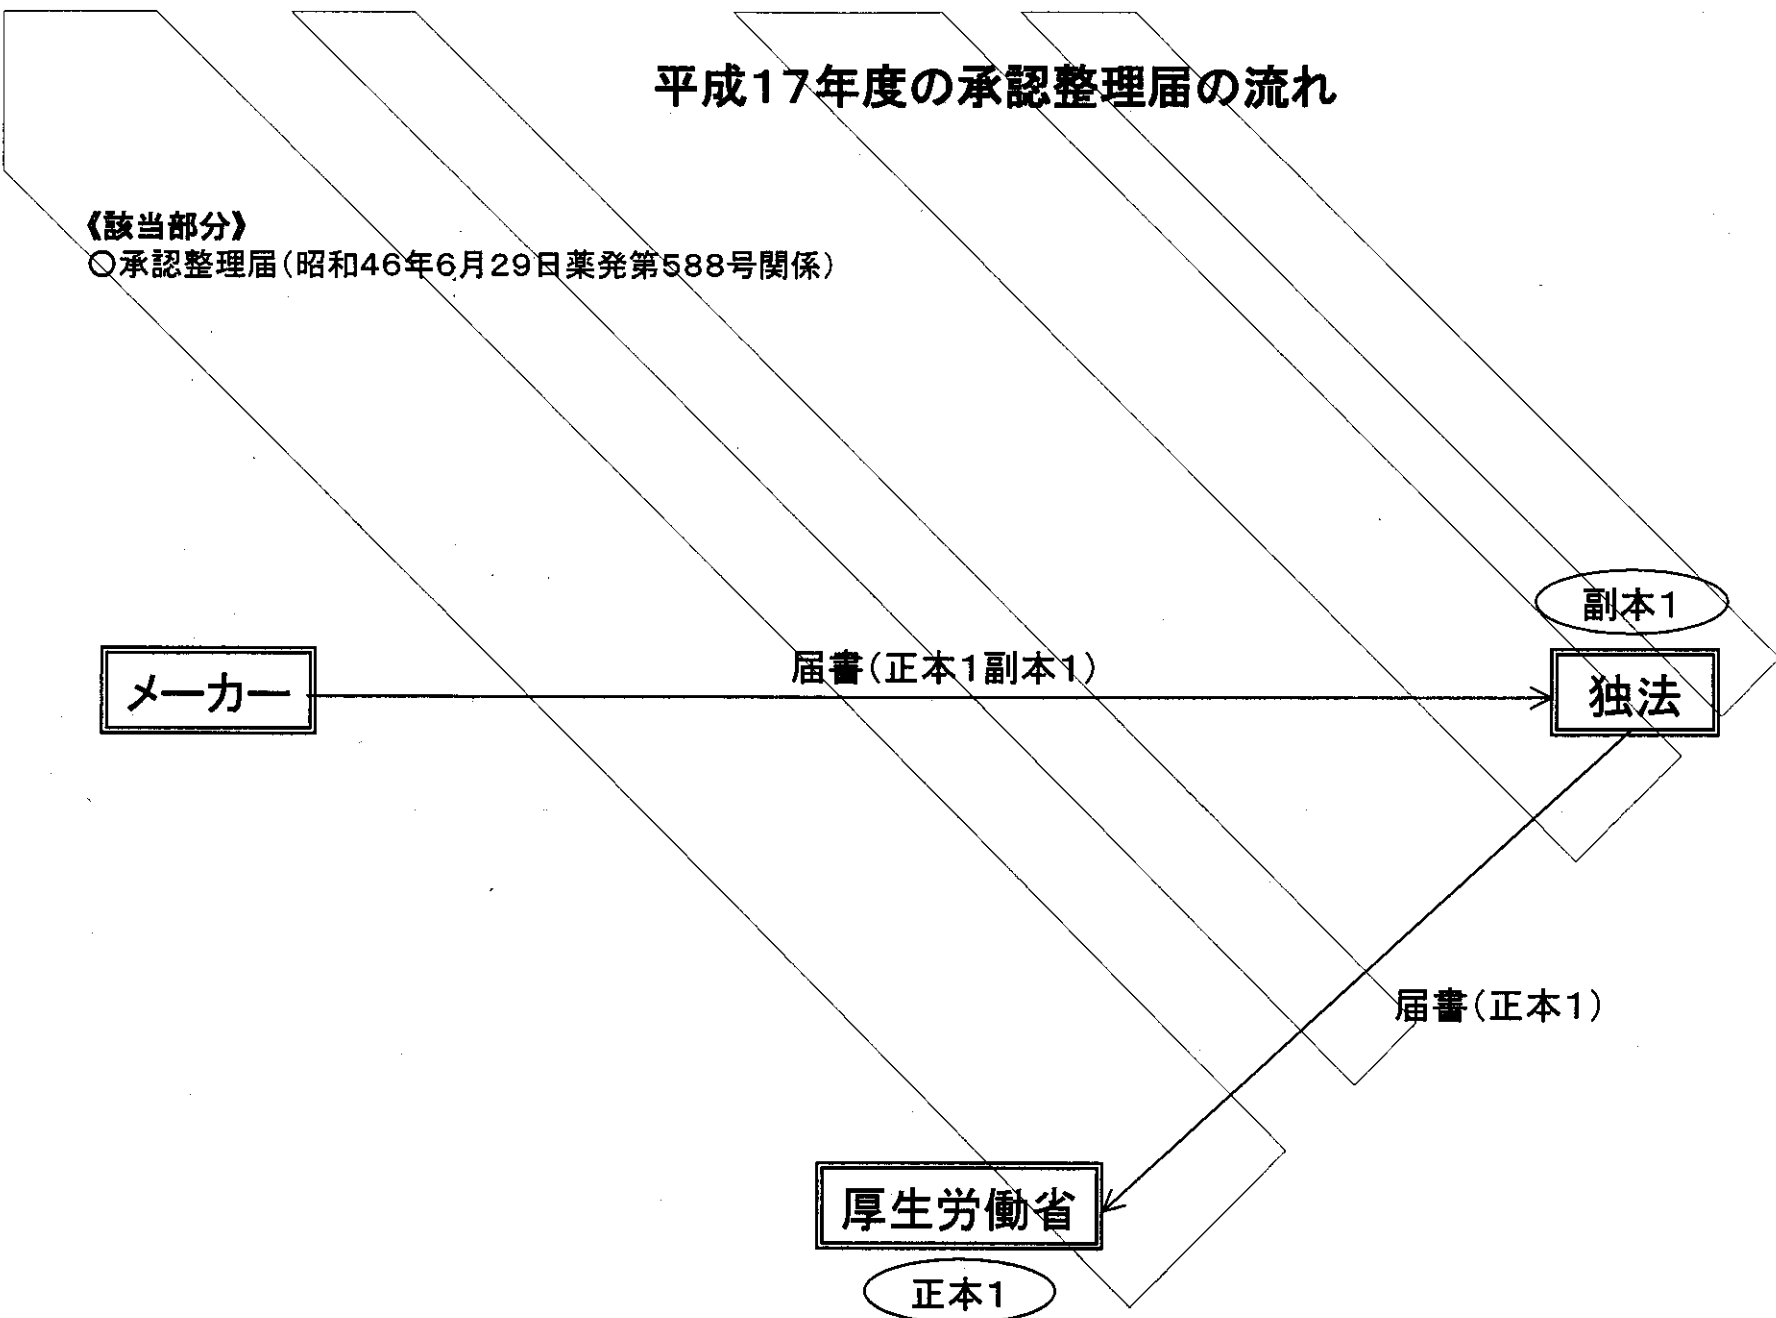 平成17年度の承認整理届の流れ
《該当部分》
○承認整理届(昭和46年6月29日薬発第588号関係)
副本1
メーカー
届書(正本1副本1)
独法
届書(正本1)
厚生労働省
正本1